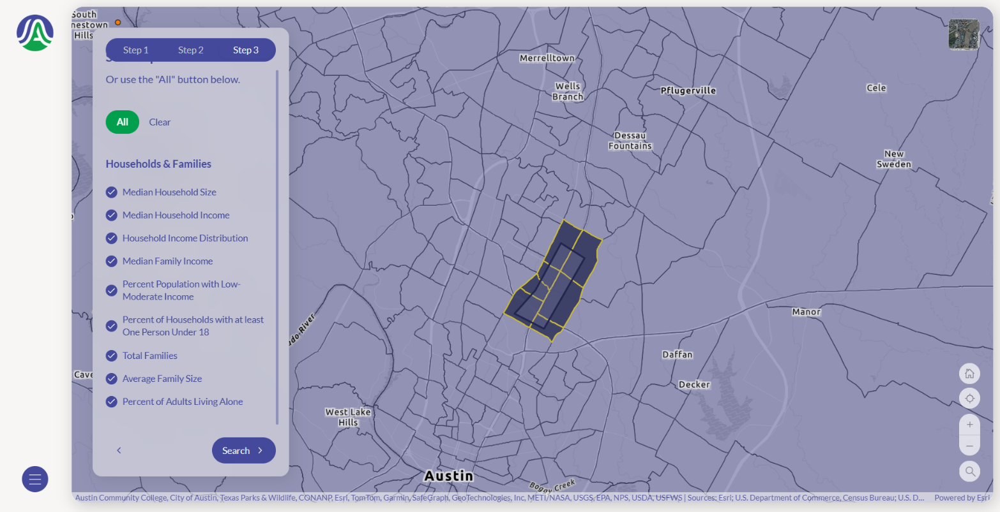 Step 1
Step 2
Step 3
Or use the "All" button below.
All
Clear
Households & Families
Median Household Size
Median Household Income
Household Income Distribution
Median Family Income
Percent Population with Low-
Moderate Income
Percent of Households with at least
One Person Under 18
Total Families
Average Family Size
Percent of Adults Living Alone
Search
South
nestown
Hills
Merrelltown
Wells
Branch
Pflugerville
Cele
Dessau
Fountains
New
Sweden
Manor
ado River
Daffan
Decker
Cave
West Lake
Hills
Austin
Boggy Creek
Austin Community College, City of Austin, Texas Parks & Wildlife, CONANP, Esri, TomTom, Garmin, SafeGraph, GeoTechnologies, Inc, METI/NASA, USGS, EPA, NPS, USDA, USFWS | Sources: Esri; U.S. Department of Commerce, Census Bureau; U.S. D...
Powered by Esri